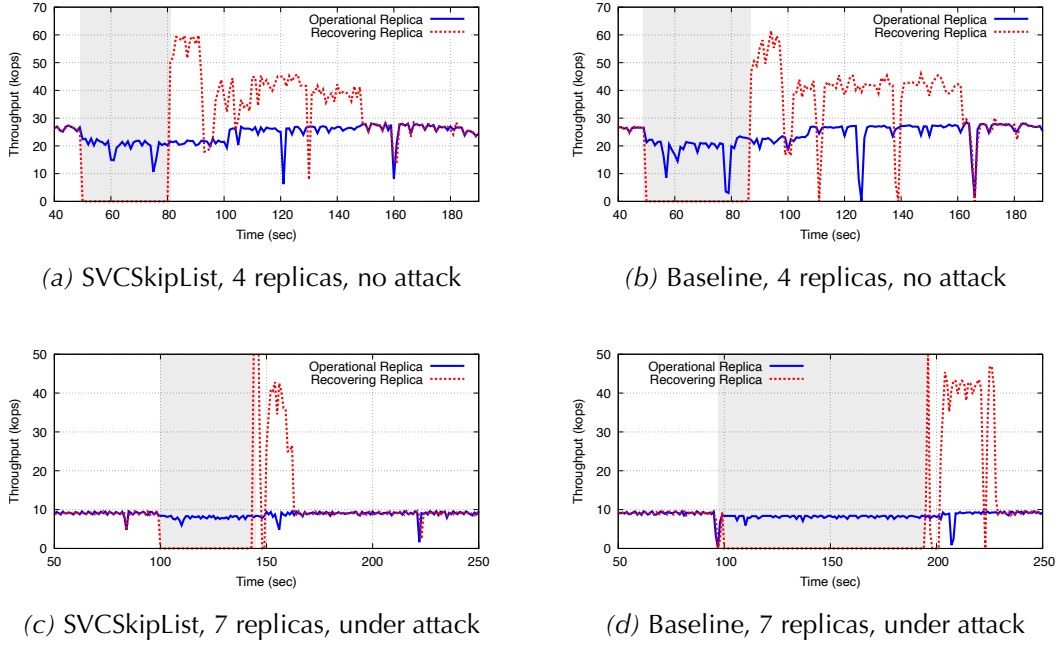 Operational Replica
Recovering Replica
Throughput (kops)
70
60
50
40
30
20
10
0
40 60 80 100 120 140 160 180
Time (sec)
(a) SVCSkipList, 4 replicas, no attack
Operational Replica
Recovering Replica
Throughput (kops)
70
60
50
40
30
20
10
0
40 60 80 100 120 140 160 180
Time (sec)
(b) Baseline, 4 replicas, no attack
Operational Replica
Recovering Replica
Throughput (kops)
50
40
30
20
10
0
50 100 150 200 250
Time (sec)
(c) SVCSkipList, 7 replicas, under attack
Operational Replica
Recovering Replica
Throughput (kops)
50
40
30
20
10
0
50 100 150 200 250
Time (sec)
(d) Baseline, 7 replicas, under attack